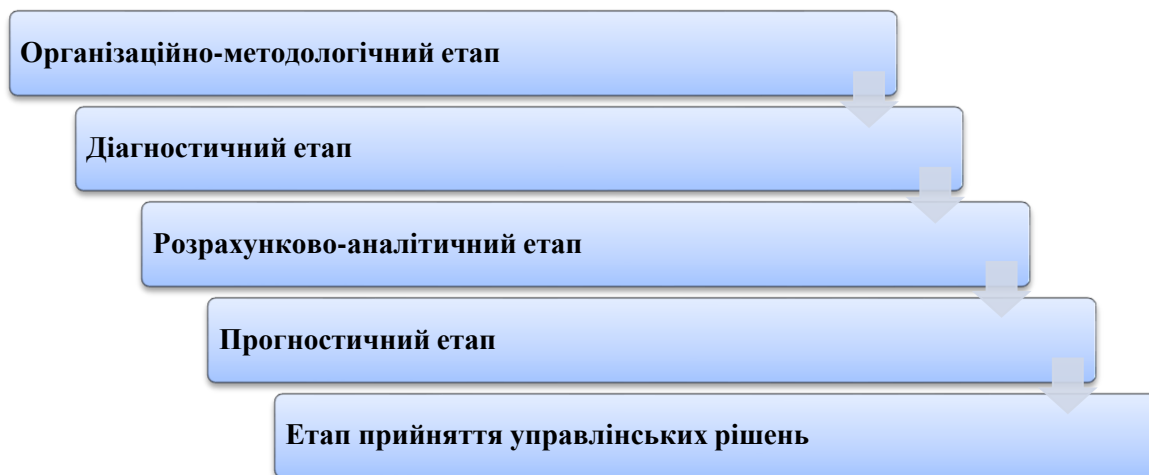 Організаційно-методологічний етап
Діагностичний етап
Розрахунково-аналітичний етап
Прогностичний етап
Етап прийняття управлінських рішень